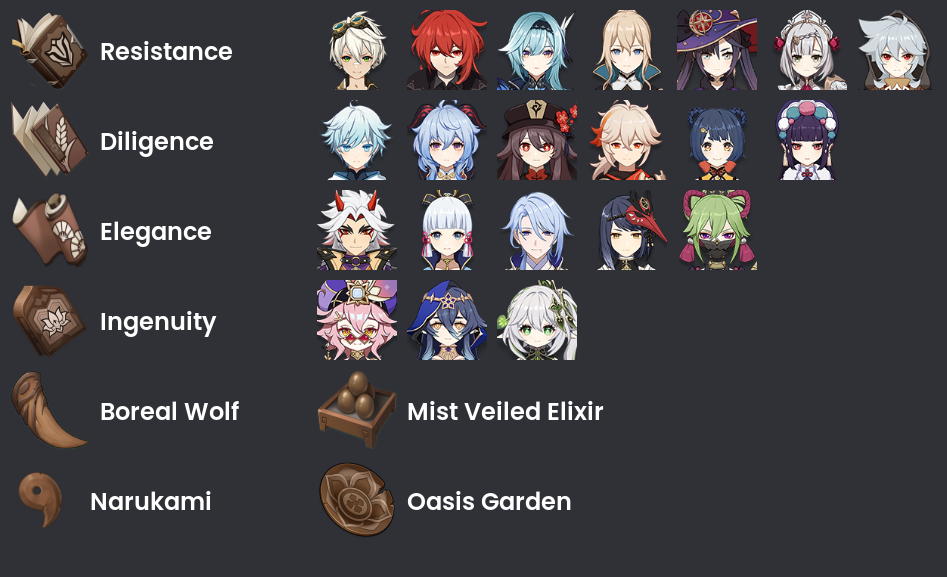 Resistance
Diligence
Elegance
Ingenuity
Boreal Wolf
Mist Veiled Elixir
Narukami
Oasis Garden